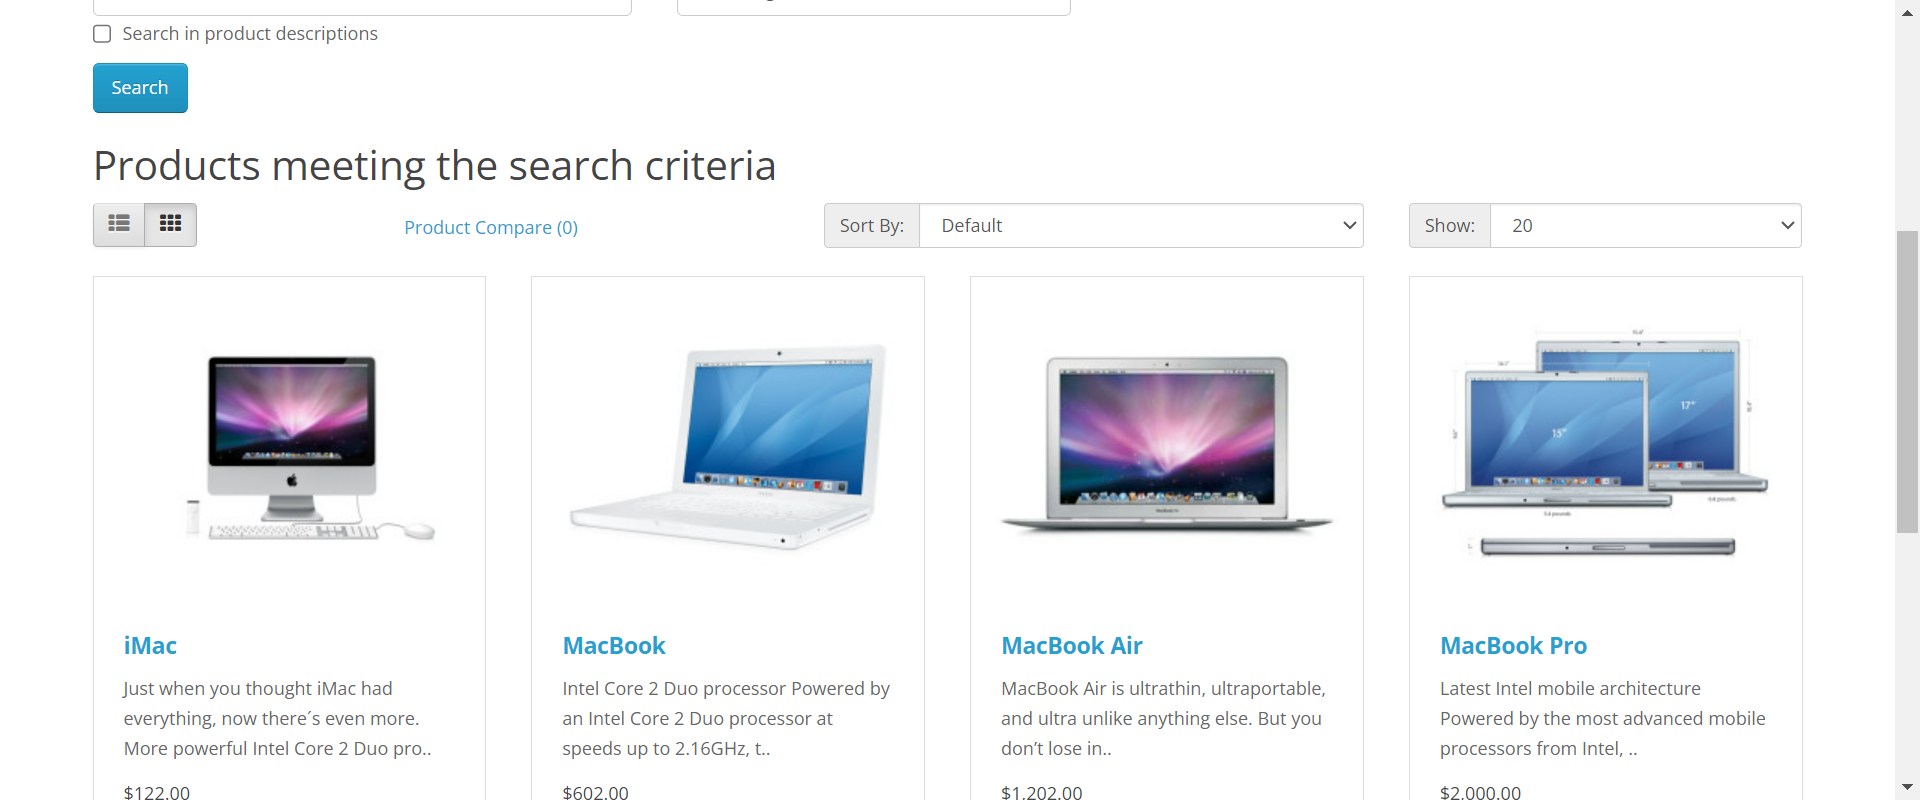 Search in product descriptions
Search
Products meeting the search criteria
Product Compare (0)
Sort By: Default
Show: 20
15"
17"
iMac
Just when you thought iMac had
everything, now there´s even more.
More powerful Intel Core 2 Duo pro..
$122.00
MacBook
Intel Core 2 Duo processor Powered by
an Intel Core 2 Duo processor at
speeds up to 2.16GHz, t..
$602.00
MacBook Air
MacBook Air is ultrathin, ultraportable,
and ultra unlike anything else. But you
don’t lose in..
$1,202.00
MacBook Pro
Latest Intel mobile architecture
Powered by the most advanced mobile
processors from Intel, ..
$2,000.00